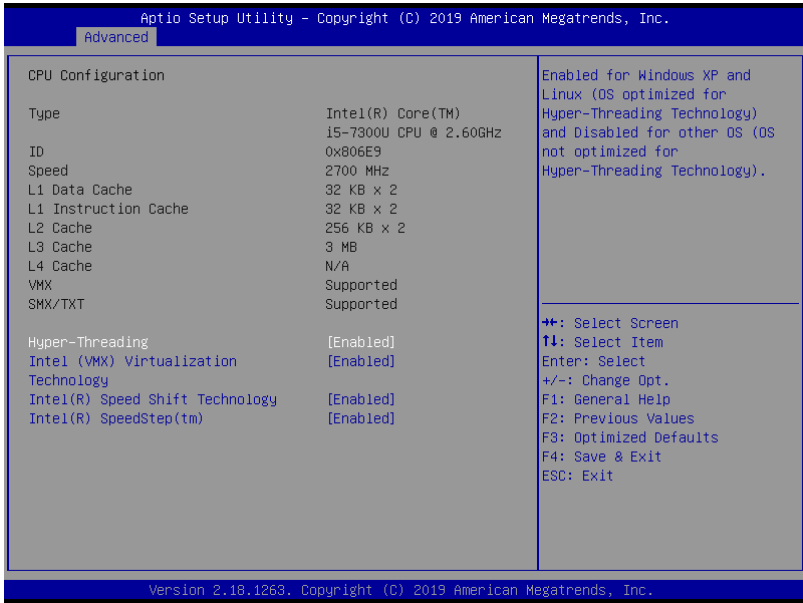 Aptio Setup Utility – Copyright (C) 2019 American Megatrends, Inc.
Advanced
CPU Configuration
Type Intel(R) Core(TM)
i5-7300U CPU @ 2.60GHz
ID 0x806E9
Speed 2700 MHz
L1 Data Cache 32 KB x 2
L1 Instruction Cache 32 KB x 2
L2 Cache 256 KB x 2
L3 Cache 3 MB
L4 Cache N/A
VMX Supported
SMX/TXT Supported
Hyper-Threading [Enabled]
Intel (VMX) Virtualization [Enabled]
Technology
Intel(R) Speed Shift Technology [Enabled]
Intel(R) SpeedStep(tm) [Enabled]
Enabled for Windows XP and
Linux (OS optimized for
Hyper-Threading Technology)
and Disabled for other OS (OS
not optimized for
Hyper-Threading Technology).
→←: Select Screen
↑↓: Select Item
Enter: Select
+/-: Change Opt.
F1: General Help
F2: Previous Values
F3: Optimized Defaults
F4: Save & Exit
ESC: Exit
Version 2.18.1263. Copyright (C) 2019 American Megatrends, Inc.